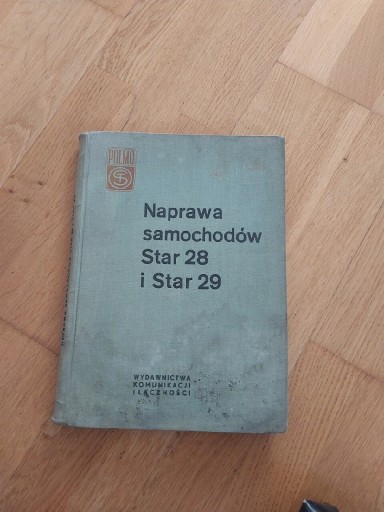 POLMO
Naprawa
samochodów
Star 28
i Star 29
WYDAWNICTWA
KOMUNIKACJI
I ŁĄCZNOŚCI